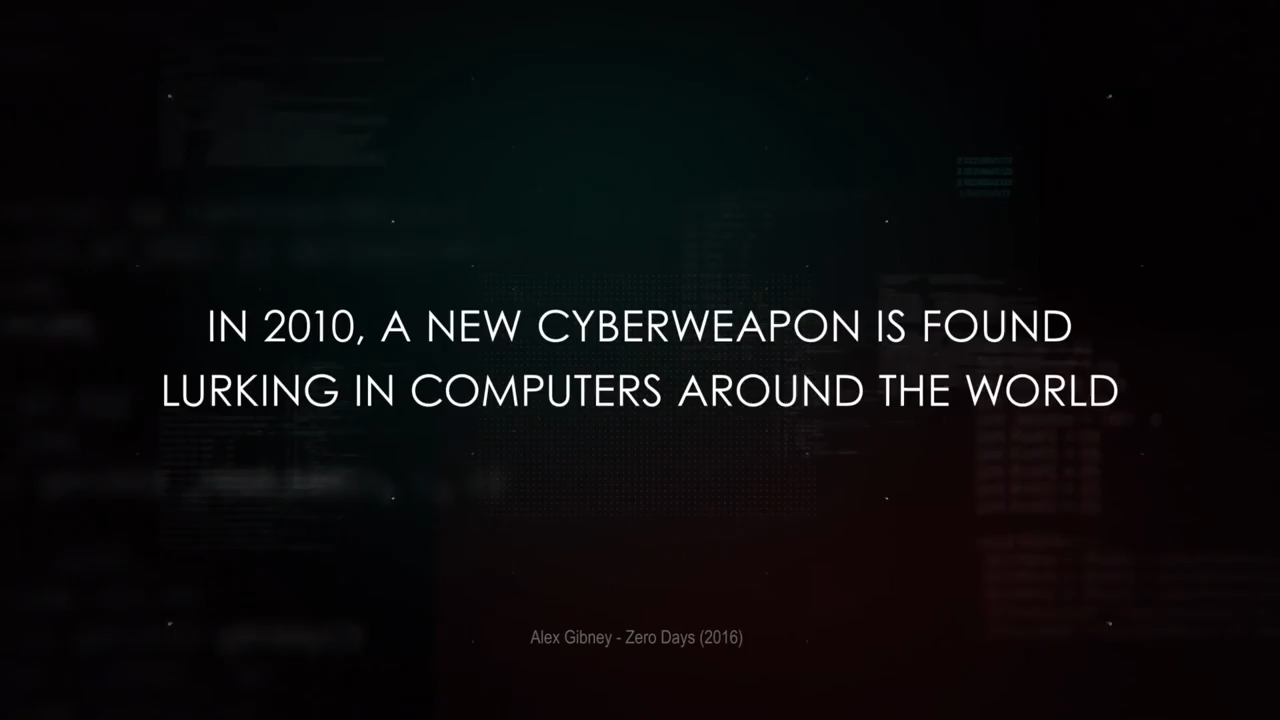 IN 2010, A NEW CYBERWEAPON IS FOUND
LURKING IN COMPUTERS AROUND THE WORLD
Alex Gibney - Zero Days (2016)